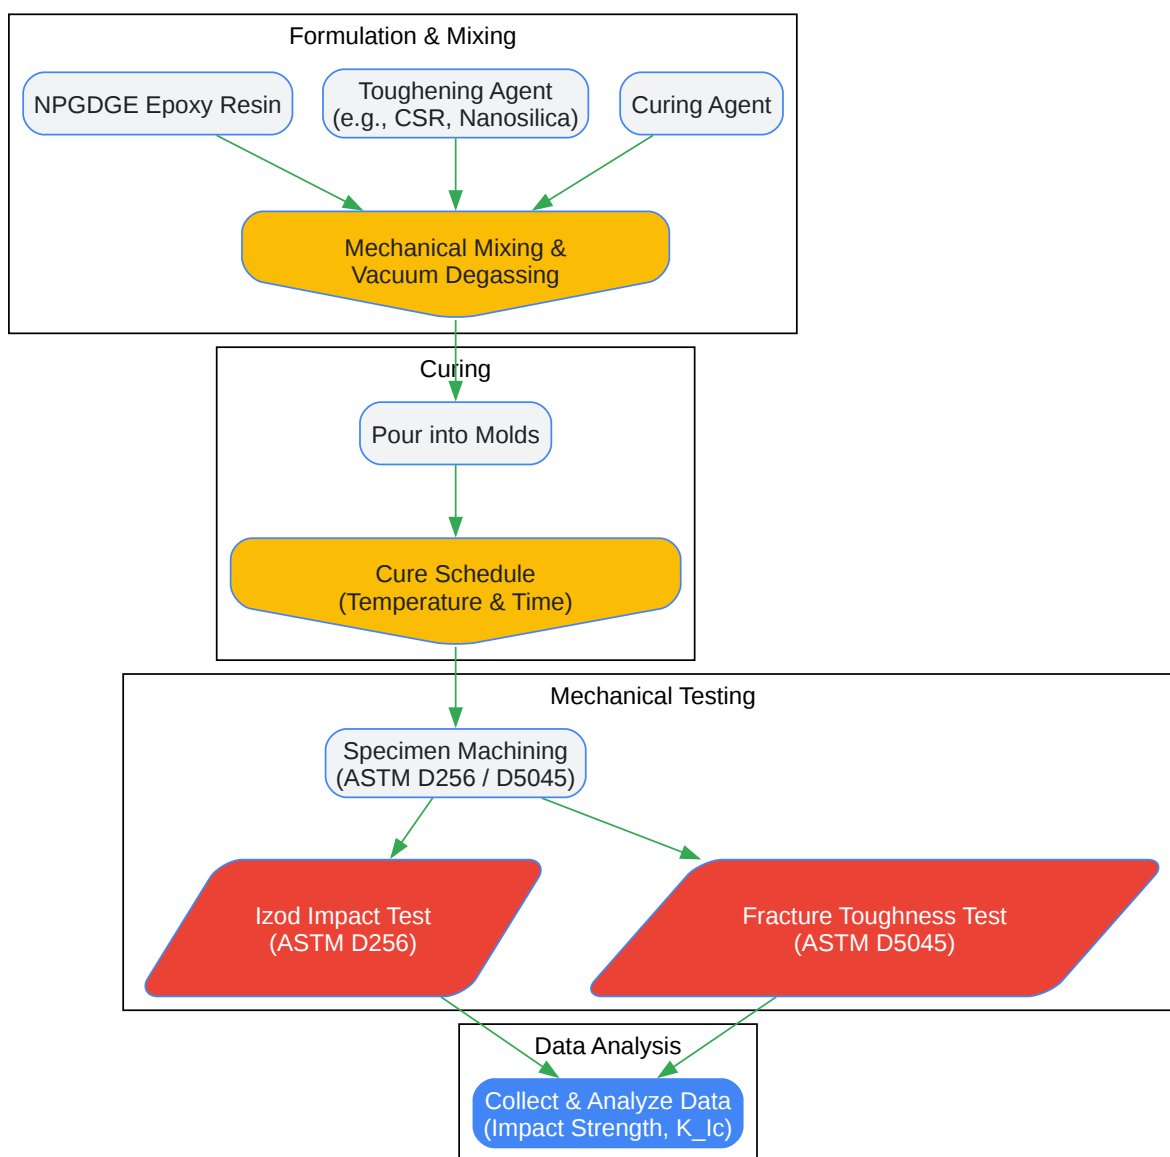 Formulation & Mixing
NPGDGE Epoxy Resin
Toughening Agent
(e.g., CSR, Nanosilica)
Curing Agent
Mechanical Mixing &
Vacuum Degassing
Curing
Pour into Molds
Cure Schedule
(Temperature & Time)
Mechanical Testing
Specimen Machining
(ASTM D256 / D5045)
Izod Impact Test
(ASTM D256)
Fracture Toughness Test
(ASTM D5045)
Data Analysis
Collect & Analyze Data
(Impact Strength, K_Ic)